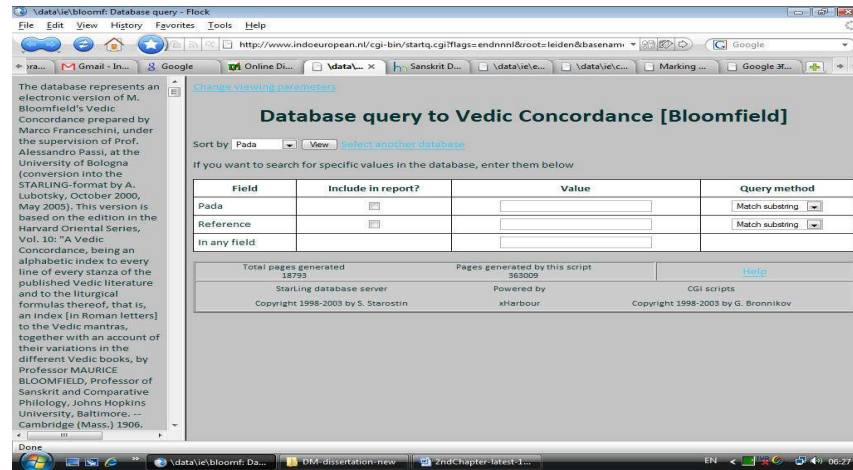 \data\ie\bloomf: Database query - Flock
File Edit View History Favorites Tools Help
http://www.indoeuropean.nl/cgi-bin/startq.cgi?flags=endnnnl&root=leiden&basenam
Google
Gmail - In... Google Online Di... \data\... Sanskrit D... \data\ie\e... \data\ie\c... Marking ...
The database represents an
electronic version of M.
Bloomfield's Vedic
Concordance prepared by
Marco Franceschini, under
the supervision of Prof.
Alessandro Passi, at the
University of Bologna
(conversion into the
STARLING-format by A.
Lubotsky, October 2000,
May 2005). This version is
based on the edition in the
Harvard Oriental Series,
Vol. 10: "A Vedic
Concordance, being an
alphabetic index to every
line of every stanza of the
published Vedic literature
and to the liturgical
formulas thereof, that is,
an index [in Roman letters]
to the Vedic mantras,
together with an account of
their variations in the
different Vedic books, by
Professor MAURICE
BLOOMFIELD, Professor of
Sanskrit and Comparative
Philology, Johns Hopkins
University, Baltimore. --
Cambridge (Mass.) 1906.
Change viewing parameters
Database query to Vedic Concordance [Bloomfield]
Sort by Pada View Select another database
If you want to search for specific values in the database, enter them below
Field Include in report? Value Query method
Pada Match substring
Reference Match substring
In any field
Total pages generated Pages generated by this script Help
18793 363009
StarLing database server Powered by CGI scripts
Copyright 1998-2003 by S. Starostin xHarbour Copyright 1998-2003 by G. Bronnikov
Done
\data\ie\bloomf: Da... DM-dissertation-new 2ndChapter-latest-1... EN 06:27